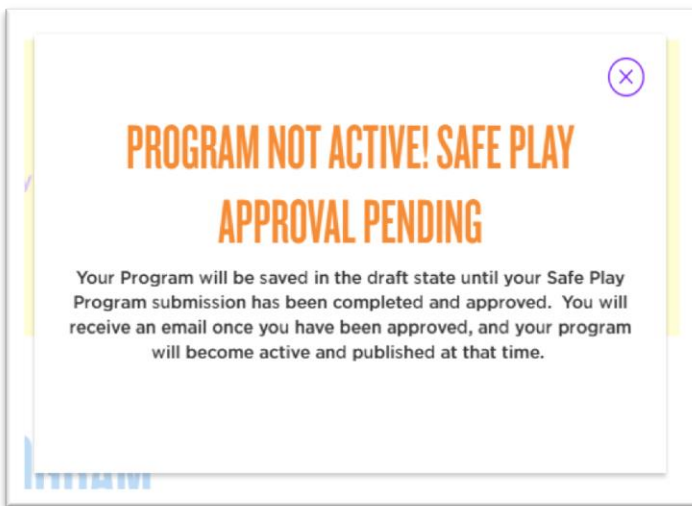 PROGRAM NOT ACTIVE! SAFE PLAY
APPROVAL PENDING
Your Program will be saved in the draft state until your Safe Play
Program submission has been completed and approved.  You will
receive an email once you have been approved, and your program
will become active and published at that time.